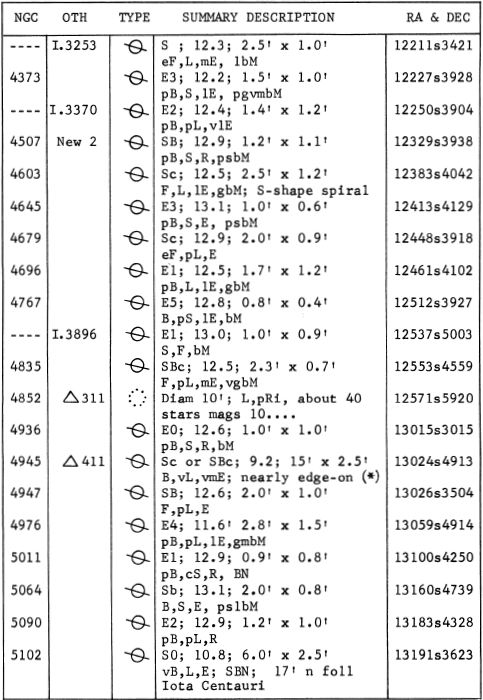 NGC OTH TYPE SUMMARY DESCRIPTION RA & DEC
---- I.3253 S ; 12.3; 2.5' x 1.0' 12211s3421
eF,L,mE, lbM
4373 E3; 12.2; 1.5' x 1.0' 12227s3928
pB,S,lE, pgvmbM
---- I.3370 E2; 12.4; 1.4' x 1.2' 12250s3904
pB,pL,vlE
4507 New 2 SB; 12.9; 1.2' x 1.1' 12329s3938
pB,S,R,psbM
4603 Sc; 12.5; 2.5' x 1.2' 12383s4042
F,L,lE,gbM; S-shape spiral
4645 E3; 13.1; 1.0' x 0.6' 12413s4129
pB,S,E, psbM
4679 Sc; 12.9; 2.0' x 0.9' 12448s3918
eF,pL,E
4696 E1; 12.5; 1.7' x 1.2' 12461s4102
pB,L,lE,gbM
4767 E5; 12.8; 0.8' x 0.4' 12512s3927
B,pS,lE,bM
---- I.3896 E1; 13.0; 1.0' x 0.9' 12537s5003
S,F,bM
4835 SBc; 12.5; 2.3' x 0.7' 12553s4559
F,pL,mE,vgbM
4852 △311 Diam 10'; L,pRi, about 40 12571s5920
stars mags 10....
4936 E0; 12.6; 1.0' x 1.0' 13015s3015
pB,S,R,bM
4945 △411 Sc or SBc; 9.2; 15' x 2.5' 13024s4913
B,vL,vmE; nearly edge-on (*)
4947 SB; 12.6; 2.0' x 1.0' 13026s3504
F,pL,E
4976 E4; 11.6' 2.8' x 1.5' 13059s4914
pB,pL,lE,gmbM
5011 E1; 12.9; 0.9' x 0.8' 13100s4250
pB,cS,R, BN
5064 Sb; 13.1; 2.0' x 0.8' 13160s4739
B,S,E, pslbM
5090 E2; 12.9; 1.2' x 1.0' 13183s4328
pB,pL,R
5102 S0; 10.8; 6.0' x 2.5' 13191s3623
vB,L,E; SBN; 17' n foll
Iota Centauri